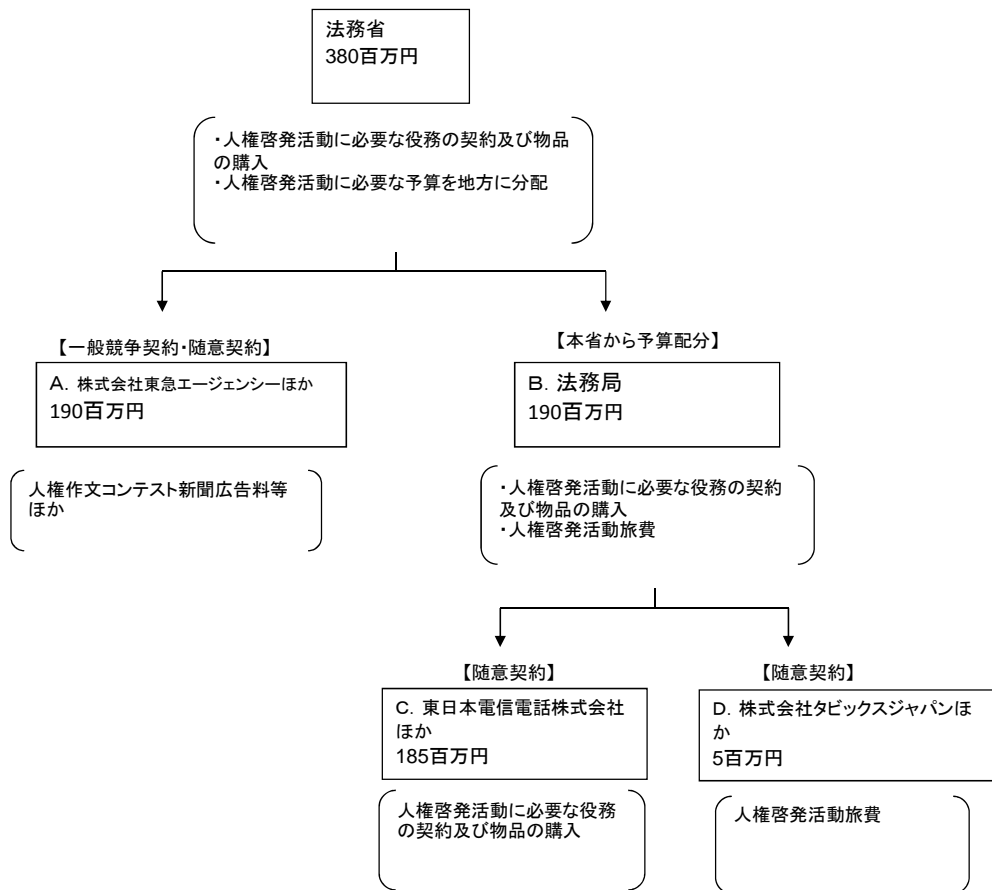 法務省
380百万円
・人権啓発活動に必要な役務の契約及び物品
の購入
・人権啓発活動に必要な予算を地方に分配
【一般競争契約・随意契約】
A．株式会社東急エージェンシーほか
190百万円
人権作文コンテスト新聞広告料等
ほか
【本省から予算配分】
B．法務局
190百万円
・人権啓発活動に必要な役務の契約
及び物品の購入
・人権啓発活動旅費
【随意契約】
C．東日本電信電話株式会社
ほか
185百万円
人権啓発活動に必要な役務
の契約及び物品の購入
【随意契約】
D．株式会社タビックスジャパンほ
か
5百万円
人権啓発活動旅費